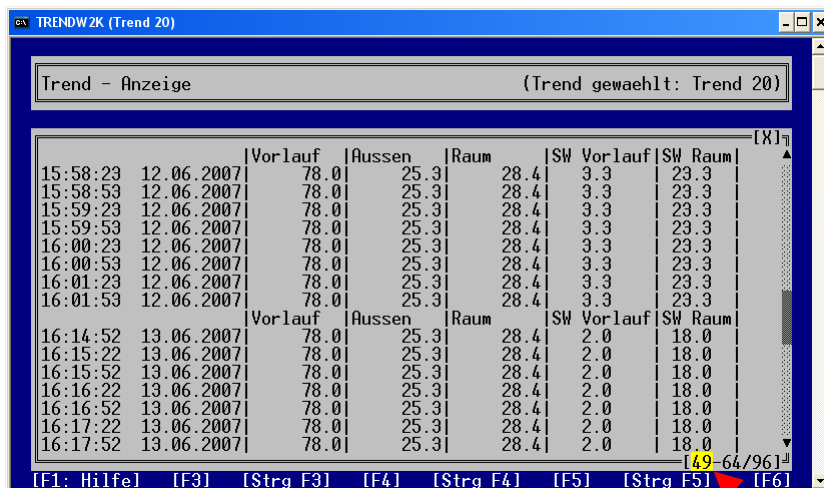 TRENDW2K (Trend 20)
Trend - Anzeige (Trend gewaehlt: Trend 20)
[X]
|Vorlauf |Aussen |Raum |SW Vorlauf|SW Raum|
15:58:23 12.06.2007| 78.0| 25.3| 28.4| 3.3 | 23.3 |
15:58:53 12.06.2007| 78.0| 25.3| 28.4| 3.3 | 23.3 |
15:59:23 12.06.2007| 78.0| 25.3| 28.4| 3.3 | 23.3 |
15:59:53 12.06.2007| 78.0| 25.3| 28.4| 3.3 | 23.3 |
16:00:23 12.06.2007| 78.0| 25.3| 28.4| 3.3 | 23.3 |
16:00:53 12.06.2007| 78.0| 25.3| 28.4| 3.3 | 23.3 |
16:01:23 12.06.2007| 78.0| 25.3| 28.4| 3.3 | 23.3 |
16:01:53 12.06.2007| 78.0| 25.3| 28.4| 3.3 | 23.3 |
|Vorlauf |Aussen |Raum |SW Vorlauf|SW Raum|
16:14:52 13.06.2007| 78.0| 25.3| 28.4| 2.0 | 18.0 |
16:15:22 13.06.2007| 78.0| 25.3| 28.4| 2.0 | 18.0 |
16:15:52 13.06.2007| 78.0| 25.3| 28.4| 2.0 | 18.0 |
16:16:22 13.06.2007| 78.0| 25.3| 28.4| 2.0 | 18.0 |
16:16:52 13.06.2007| 78.0| 25.3| 28.4| 2.0 | 18.0 |
16:17:22 13.06.2007| 78.0| 25.3| 28.4| 2.0 | 18.0 |
16:17:52 13.06.2007| 78.0| 25.3| 28.4| 2.0 | 18.0 |
[49-64/96]
[F1: Hilfe] [F3] [Strg F3] [F4] [Strg F4] [F5] [Strg F5] [F6]